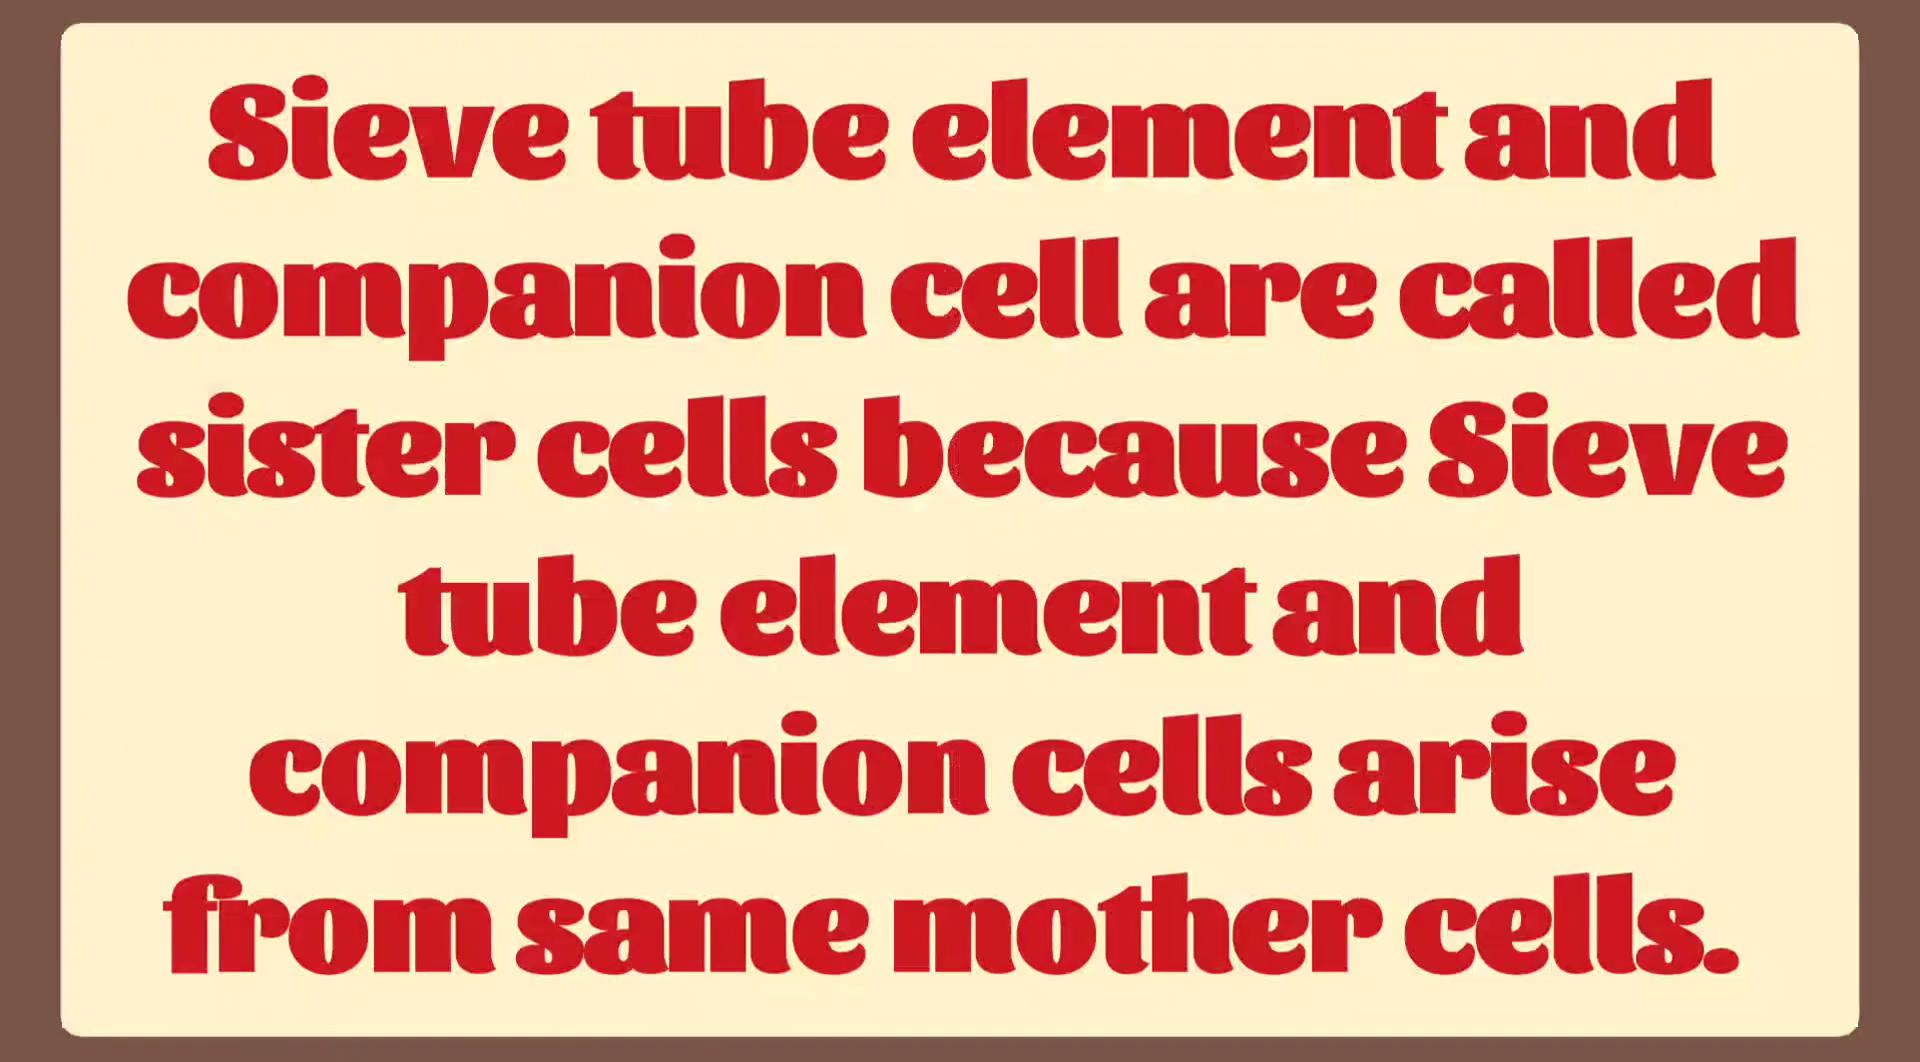 Sieve tube element and
companion cell are called
sister cells because Sieve
tube element and
companion cells arise
from same mother cells.